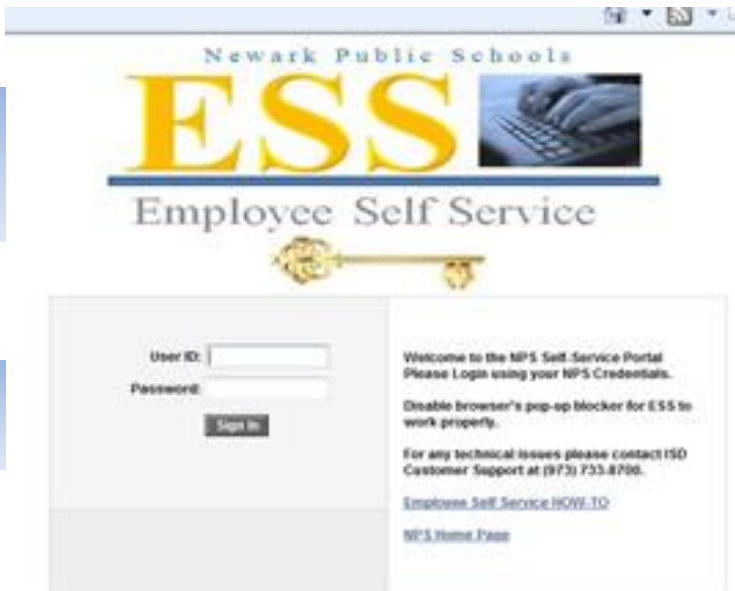 Newark Public Schools
ESS
Employee Self Service
User ID:
Password:
Sign In
Welcome to the NPS Self-Service Portal
Please Login using your NPS Credentials.
Disable browser's pop-up blocker for ESS to
work properly.
For any technical issues please contact ISD
Customer Support at (973) 733-8700.
Employee Self Service HOW-TO
NPS Home Page